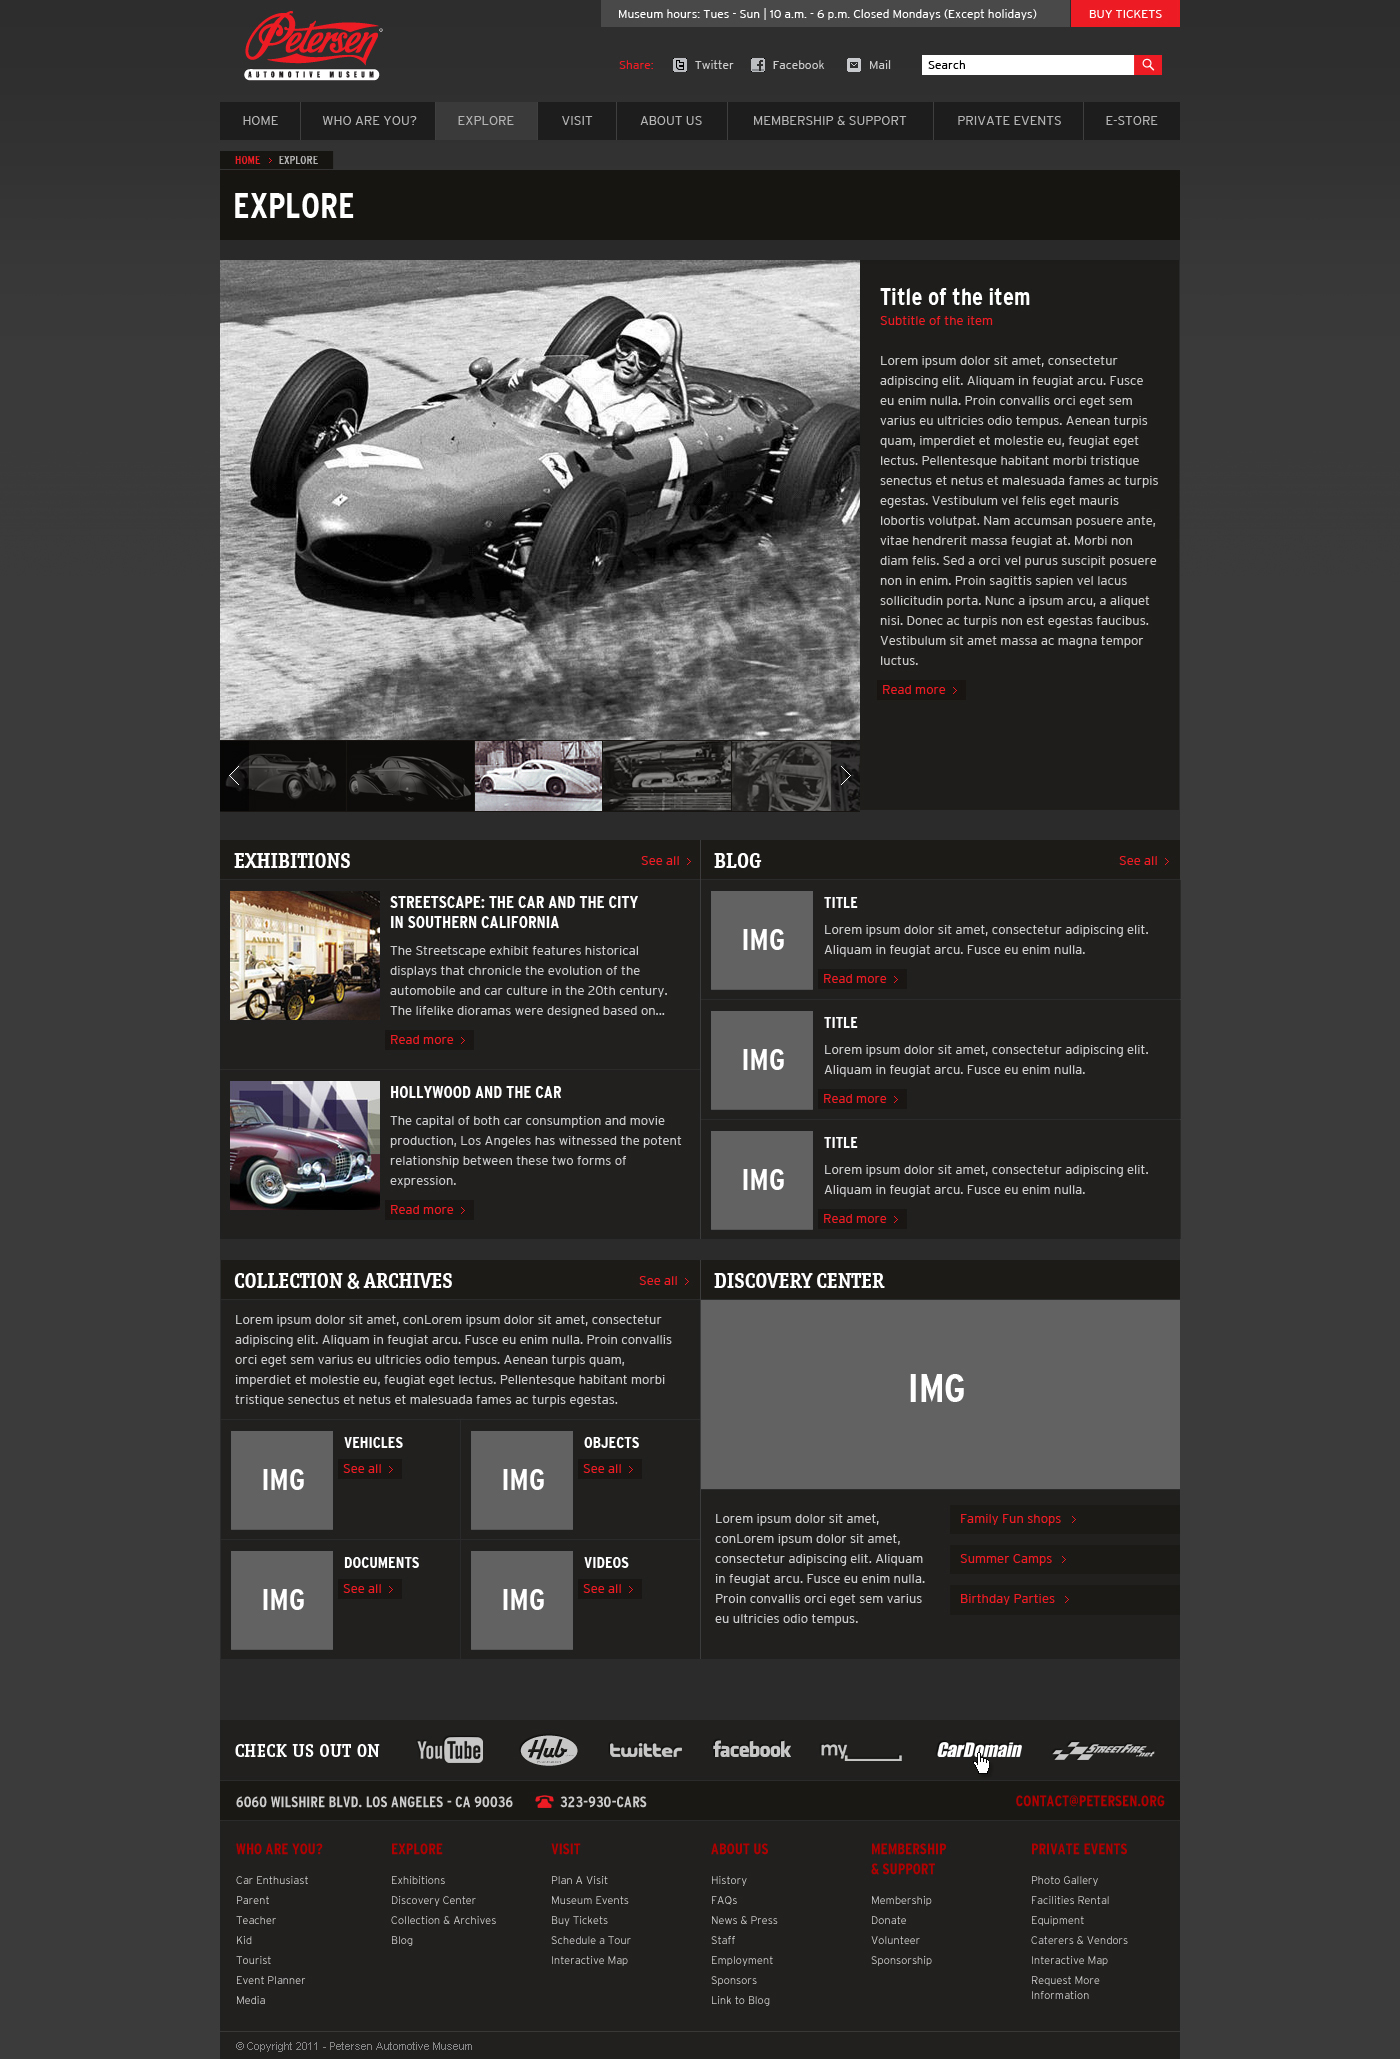 Petersen
AUTOMOTIVE MUSEUM
Museum hours: Tues - Sun | 10 a.m. - 6 p.m. Closed Mondays (Except holidays)
BUY TICKETS
Share: Twitter Facebook Mail
Search
HOME WHO ARE YOU? EXPLORE VISIT ABOUT US MEMBERSHIP & SUPPORT PRIVATE EVENTS E-STORE
HOME > EXPLORE
EXPLORE
4
Title of the item
Subtitle of the item
Lorem ipsum dolor sit amet, consectetur
adipiscing elit. Aliquam in feugiat arcu. Fusce
eu enim nulla. Proin convallis orci eget sem
varius eu ultricies odio tempus. Aenean turpis
quam, imperdiet et molestie eu, feugiat eget
lectus. Pellentesque habitant morbi tristique
senectus et netus et malesuada fames ac turpis
egestas. Vestibulum vel felis eget mauris
lobortis volutpat. Nam accumsan posuere ante,
vitae hendrerit massa feugiat at. Morbi non
diam felis. Sed a orci vel purus suscipit posuere
non in enim. Proin sagittis sapien vel lacus
sollicitudin porta. Nunc a ipsum arcu, a aliquet
nisi. Donec ac turpis non est egestas faucibus.
Vestibulum sit amet massa ac magna tempor
luctus.
Read more >
EXHIBITIONS
See all >
STREETSCAPE: THE CAR AND THE CITY
IN SOUTHERN CALIFORNIA
The Streetscape exhibit features historical
displays that chronicle the evolution of the
automobile and car culture in the 20th century.
The lifelike dioramas were designed based on...
Read more >
HOLLYWOOD AND THE CAR
The capital of both car consumption and movie
production, Los Angeles has witnessed the potent
relationship between these two forms of
expression.
Read more >
BLOG
See all >
IMG
TITLE
Lorem ipsum dolor sit amet, consectetur adipiscing elit.
Aliquam in feugiat arcu. Fusce eu enim nulla.
Read more >
IMG
TITLE
Lorem ipsum dolor sit amet, consectetur adipiscing elit.
Aliquam in feugiat arcu. Fusce eu enim nulla.
Read more >
IMG
TITLE
Lorem ipsum dolor sit amet, consectetur adipiscing elit.
Aliquam in feugiat arcu. Fusce eu enim nulla.
Read more >
COLLECTION & ARCHIVES
See all >
Lorem ipsum dolor sit amet, conLorem ipsum dolor sit amet, consectetur
adipiscing elit. Aliquam in feugiat arcu. Fusce eu enim nulla. Proin convallis
orci eget sem varius eu ultricies odio tempus. Aenean turpis quam,
imperdiet et molestie eu, feugiat eget lectus. Pellentesque habitant morbi
tristique senectus et netus et malesuada fames ac turpis egestas.
IMG
VEHICLES
See all >
IMG
OBJECTS
See all >
IMG
DOCUMENTS
See all >
IMG
VIDEOS
See all >
DISCOVERY CENTER
IMG
Lorem ipsum dolor sit amet,
conLorem ipsum dolor sit amet,
consectetur adipiscing elit. Aliquam
in feugiat arcu. Fusce eu enim nulla.
Proin convallis orci eget sem varius
eu ultricies odio tempus.
Family Fun shops >
Summer Camps >
Birthday Parties >
CHECK US OUT ON YouTube Hub twitter facebook my CarDomain STREETFIRE.net
6060 WILSHIRE BLVD. LOS ANGELES - CA 90036 323-930-CARS CONTACT@PETERSEN.ORG
WHO ARE YOU?
Car Enthusiast
Parent
Teacher
Kid
Tourist
Event Planner
Media
EXPLORE
Exhibitions
Discovery Center
Collection & Archives
Blog
VISIT
Plan A Visit
Museum Events
Buy Tickets
Schedule a Tour
Interactive Map
ABOUT US
History
FAQs
News & Press
Staff
Employment
Sponsors
Link to Blog
MEMBERSHIP
& SUPPORT
Membership
Donate
Volunteer
Sponsorship
PRIVATE EVENTS
Photo Gallery
Facilities Rental
Equipment
Caterers & Vendors
Interactive Map
Request More
Information
© Copyright 2011 - Petersen Automotive Museum